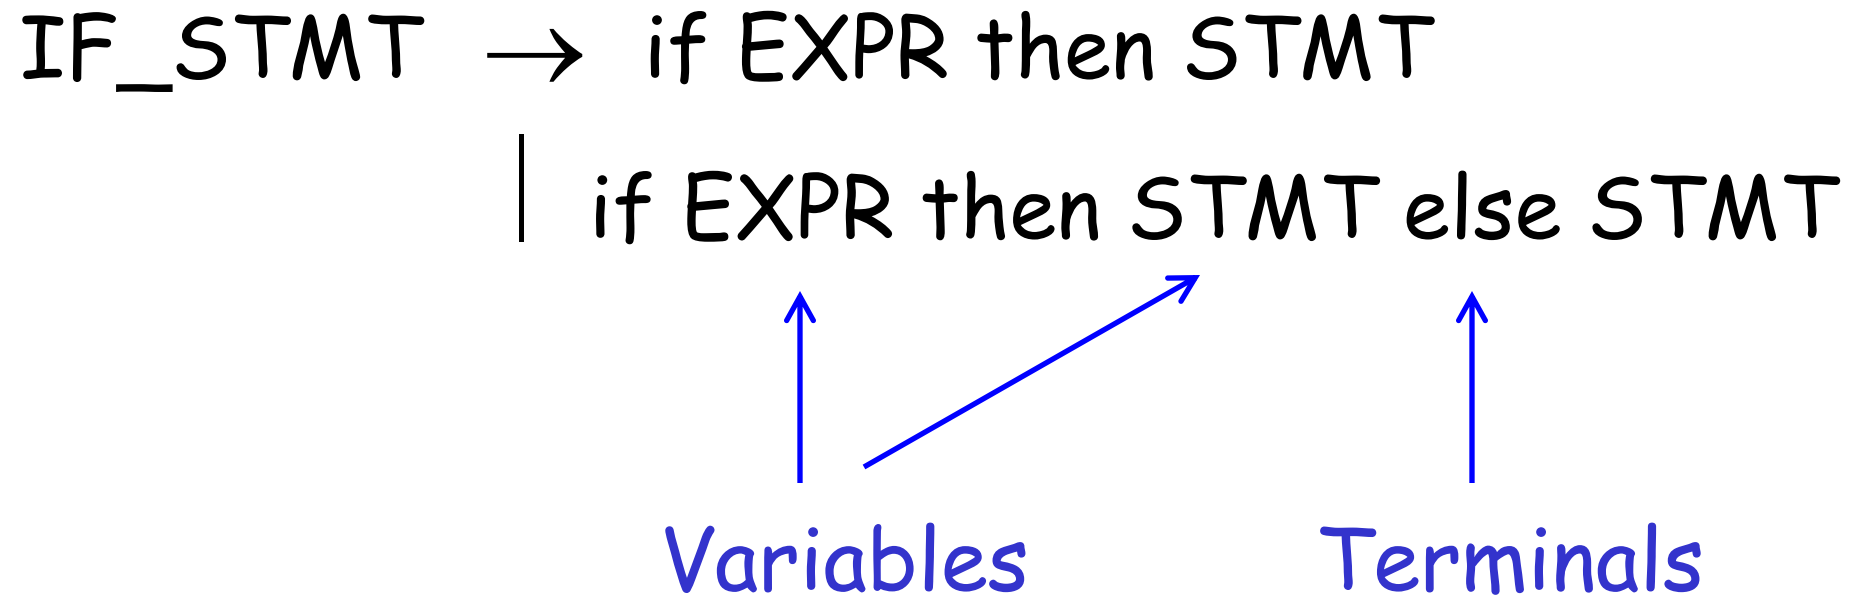 IF_STMT → if EXPR then STMT
| if EXPR then STMT else STMT
Variables Terminals